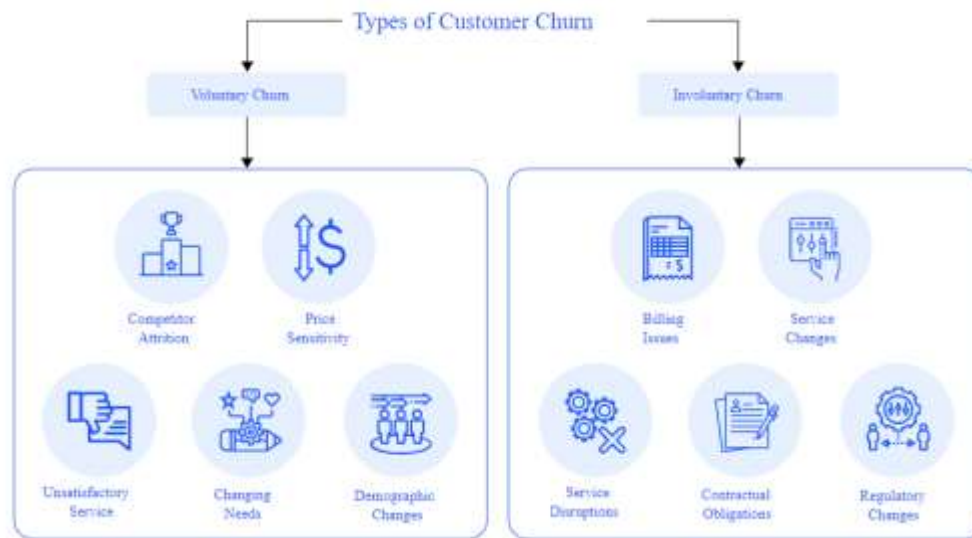 Types of Customer Churn
Voluntary Churn
Involuntary Churn
Competitor
Attrition
Price
Sensitivity
Unsatisfactory
Service
Changing
Needs
Demographic
Changes
Billing
Issues
Service
Changes
Service
Disruptions
Contractual
Obligations
Regulatory
Changes